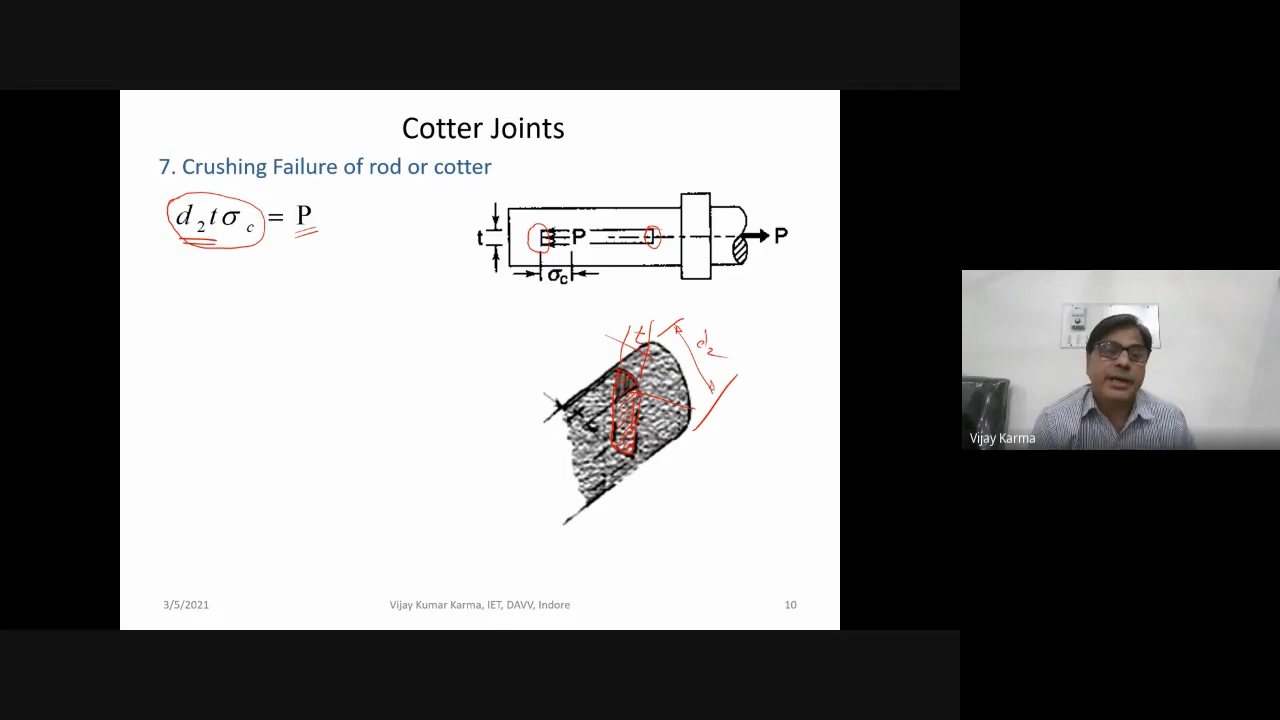 Cotter Joints
7. Crushing Failure of rod or cotter
d₂ t σ_c = P
t
P
P
σc
t
d₂
Vijay Karma
3/5/2021
Vijay Kumar Karma, IET, DAVV, Indore
10